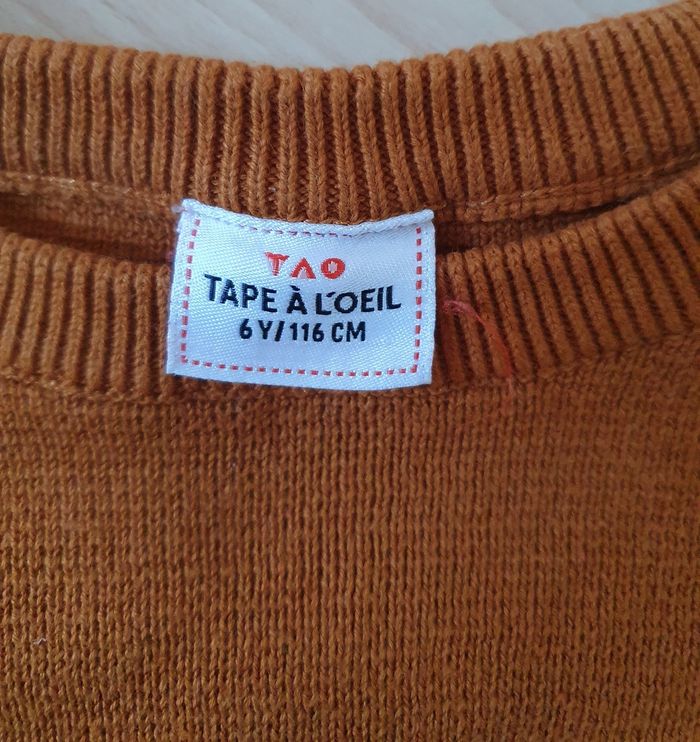 TAO
TAPE À L'OEIL
6 Y/116 CM